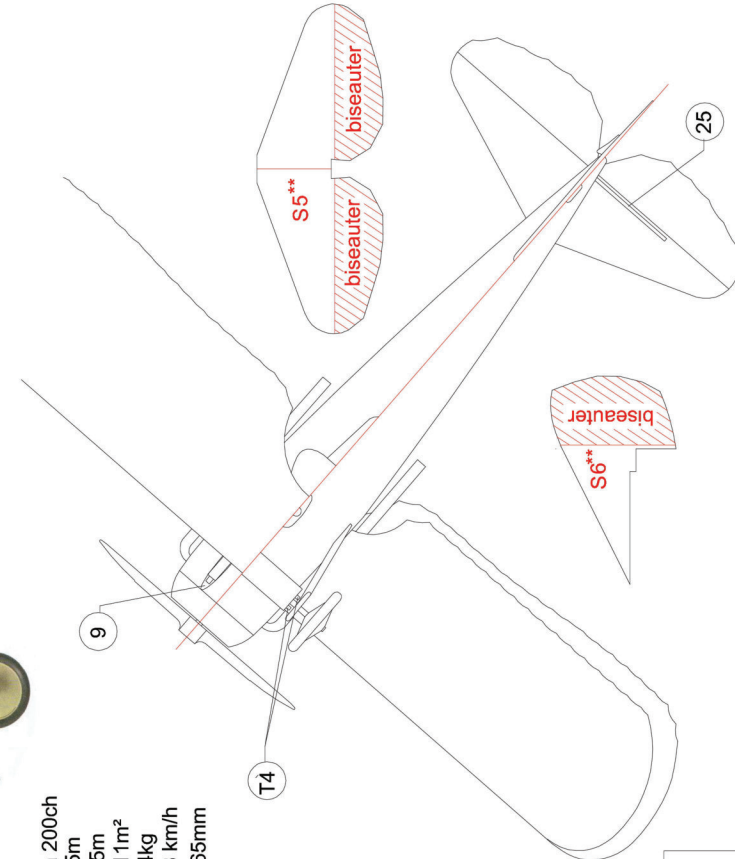 200ch
5m
5m
1m²
4kg
km/h
65mm
9
T4
S5**
biseauter
biseauter
S6**
biseauter
25